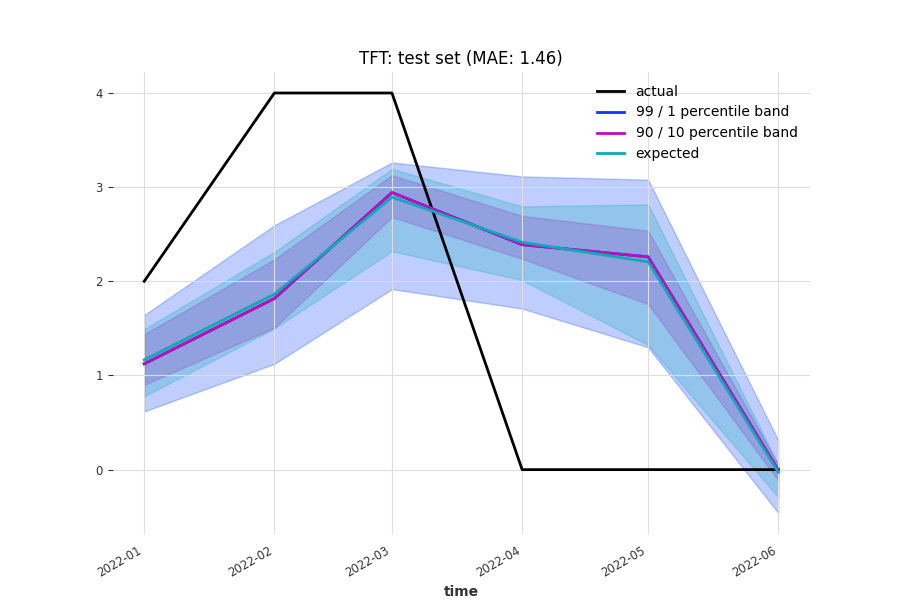 TFT: test set (MAE: 1.46)
actual
99 / 1 percentile band
90 / 10 percentile band
expected
4
3
2
1
0
2022-01
2022-02
2022-03
2022-04
2022-05
2022-06
time